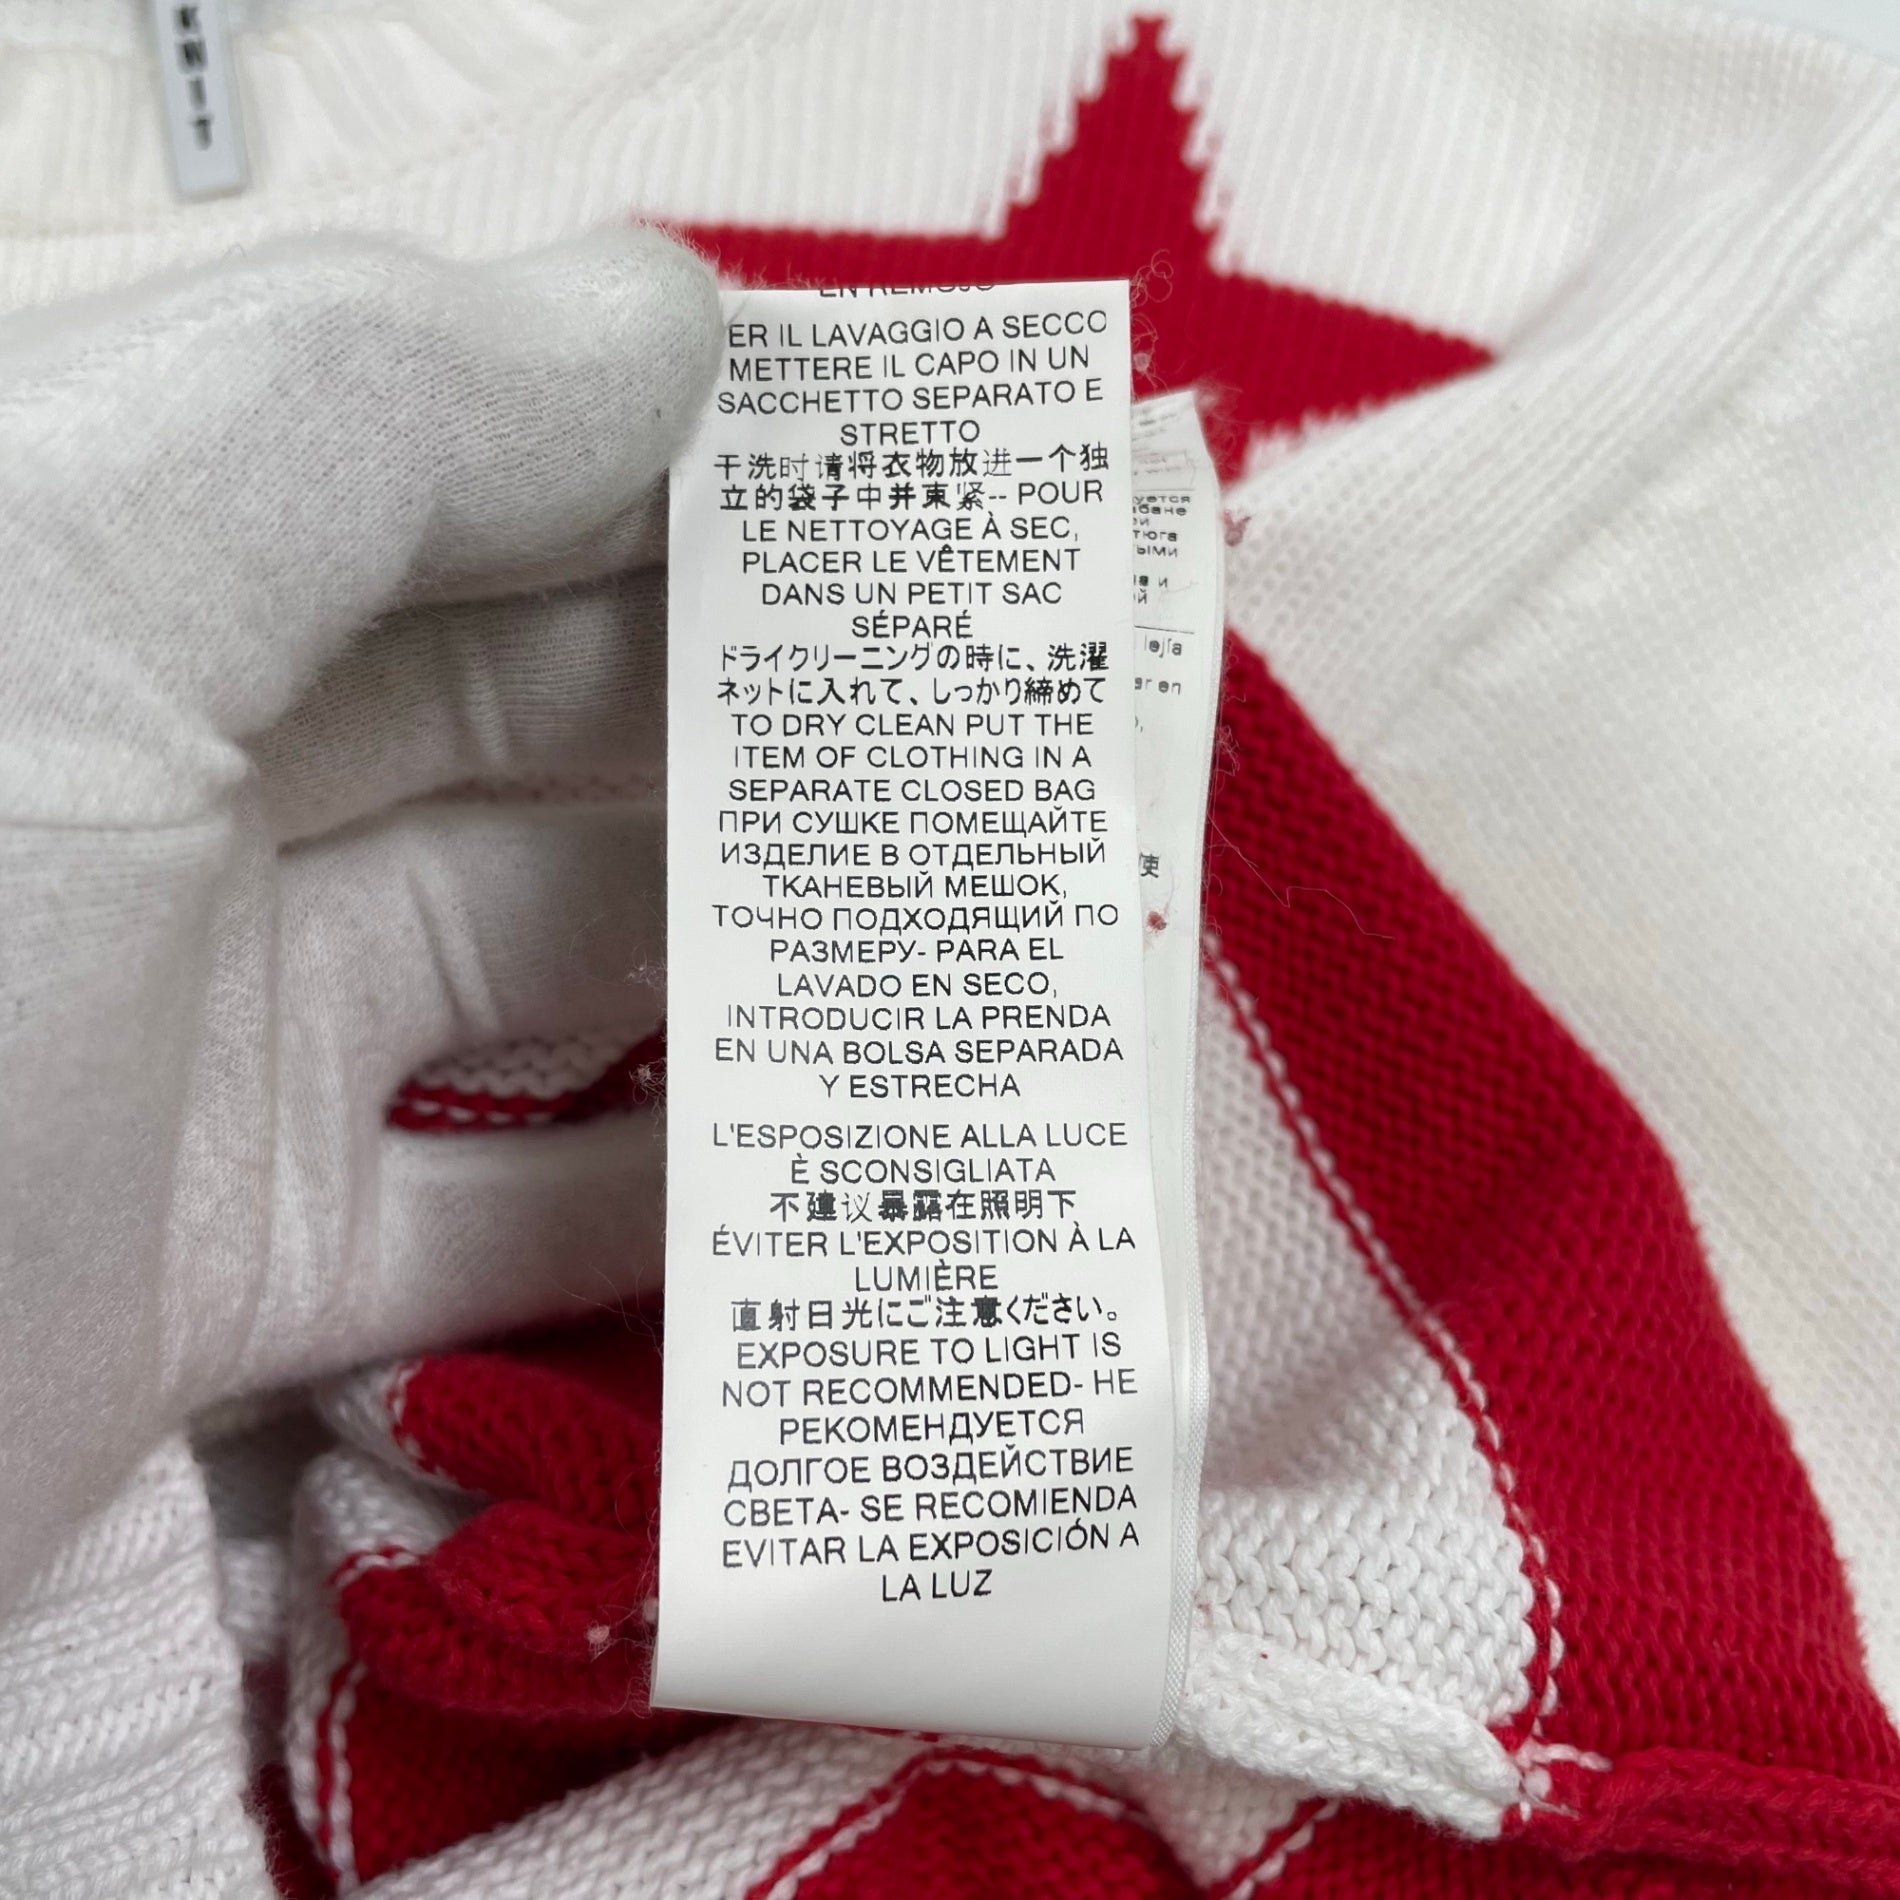 KNIT
EN REMOJO
ER IL LAVAGGIO A SECCO
METTERE IL CAPO IN UN
SACCHETTO SEPARATO E
STRETTO
干洗时请将衣物放进一个独
立的袋子中并束紧-- POUR
LE NETTOYAGE À SEC,
PLACER LE VÊTEMENT
DANS UN PETIT SAC
SÉPARÉ
ドライクリーニングの時に、洗濯
ネットに入れて、しっかり締めて
TO DRY CLEAN PUT THE
ITEM OF CLOTHING IN A
SEPARATE CLOSED BAG
ПРИ СУШКЕ ПОМЕЩАЙТЕ
ИЗДЕЛИЕ В ОТДЕЛЬНЫЙ
ТКАНЕВЫЙ МЕШОК,
ТОЧНО ПОДХОДЯЩИЙ ПО
РАЗМЕРУ- PARA EL
LAVADO EN SECO,
INTRODUCIR LA PRENDA
EN UNA BOLSA SEPARADA
Y ESTRECHA
L'ESPOSIZIONE ALLA LUCE
È SCONSIGLIATA
不建议暴露在照明下
ÉVITER L'EXPOSITION À LA
LUMIÈRE
直射日光にご注意ください。
EXPOSURE TO LIGHT IS
NOT RECOMMENDED- НЕ
РЕКОМЕНДУЕТСЯ
ДОЛГОЕ ВОЗДЕЙСТВИЕ
СВЕТА- SE RECOMIENDA
EVITAR LA EXPOSICIÓN A
LA LUZ